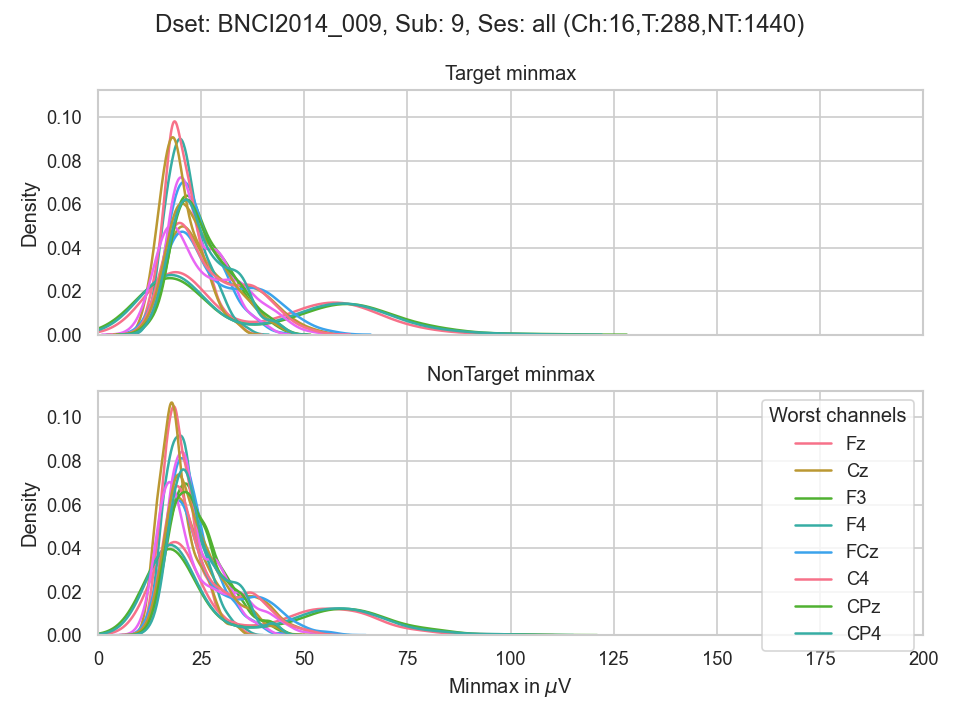 Dset: BNCI2014_009, Sub: 9, Ses: all (Ch:16,T:288,NT:1440)
Target minmax
Density
0.10
0.08
0.06
0.04
0.02
0.00
NonTarget minmax
Density
0.10
0.08
0.06
0.04
0.02
0.00
Worst channels
Fz
Cz
F3
F4
FCz
C4
CPz
CP4
0 25 50 75 100 125 150 175 200
Minmax in μV